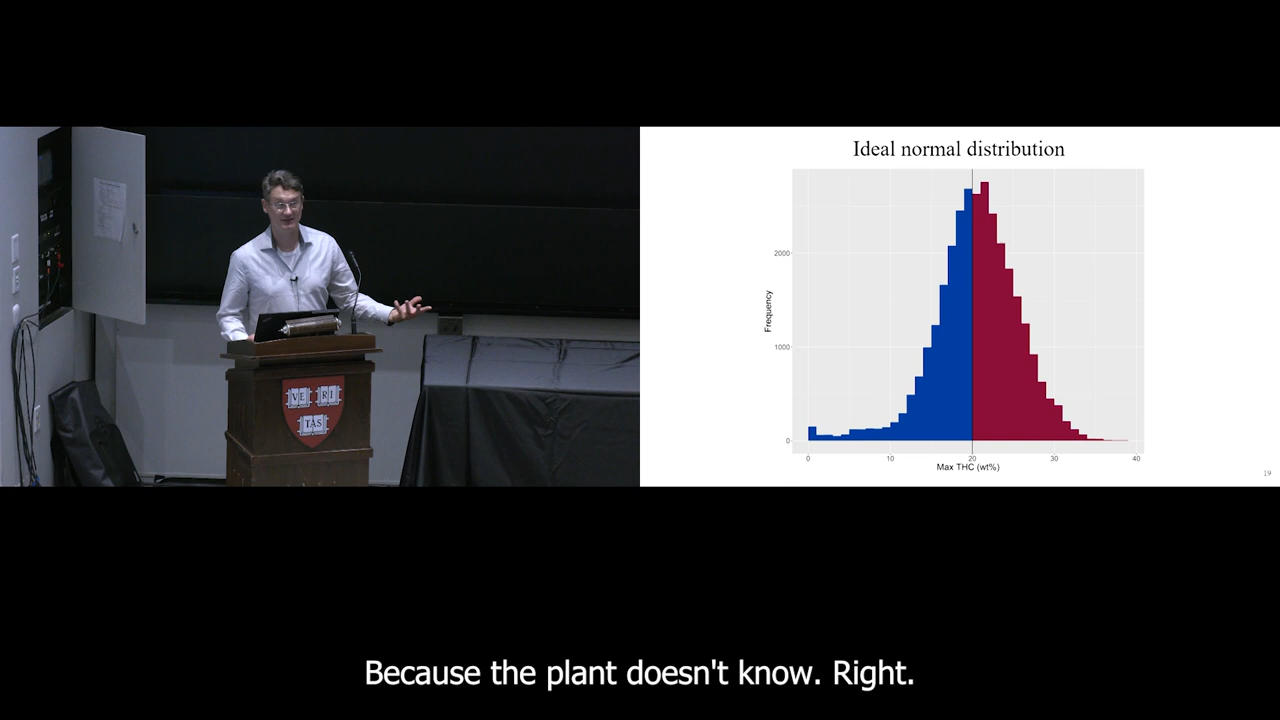 Ideal normal distribution
2000
1000
0
Frequency
0
10
20
30
40
Max THC (wt%)
19
VE RI
TAS
Because the plant doesn't know. Right.